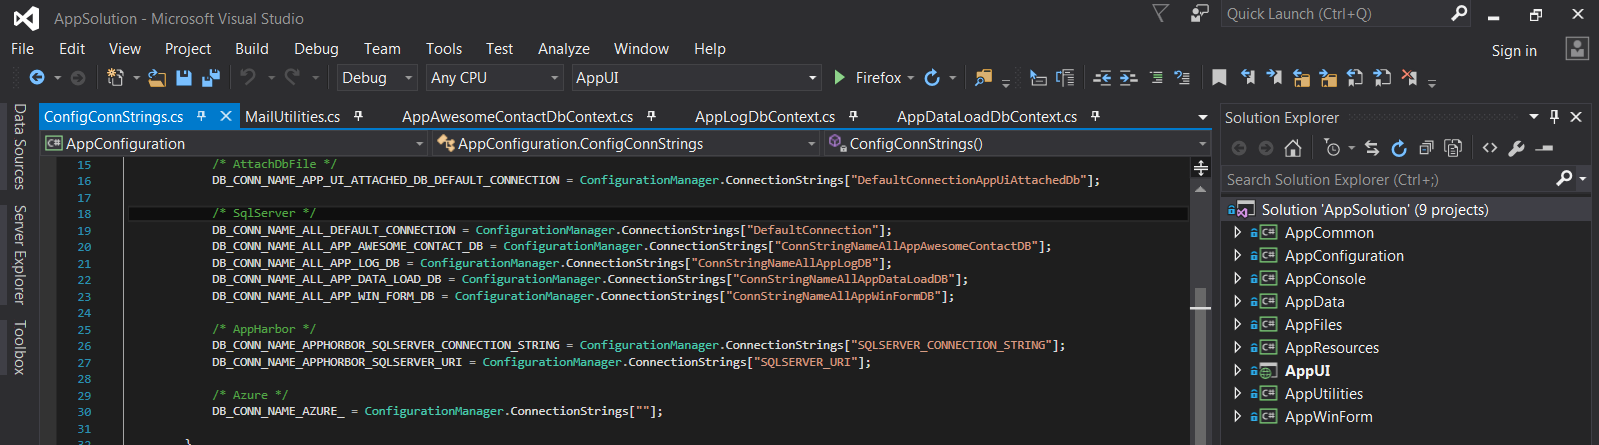 AppSolution - Microsoft Visual Studio
Quick Launch (Ctrl+Q)
File Edit View Project Build Debug Team Tools Test Analyze Window Help
Sign in
Debug Any CPU AppUI Firefox
Data Sources
Server Explorer
Toolbox
ConfigConnStrings.cs MailUtilities.cs AppAwesomeContactDbContext.cs AppLogDbContext.cs AppDataLoadDbContext.cs
AppConfiguration AppConfiguration.ConfigConnStrings ConfigConnStrings()
15 /* AttachDbFile */
16 DB_CONN_NAME_APP_UI_ATTACHED_DB_DEFAULT_CONNECTION = ConfigurationManager.ConnectionStrings["DefaultConnectionAppUiAttachedDb"];
17
18 /* SqlServer */
19 DB_CONN_NAME_ALL_DEFAULT_CONNECTION = ConfigurationManager.ConnectionStrings["DefaultConnection"];
20 DB_CONN_NAME_ALL_APP_AWESOME_CONTACT_DB = ConfigurationManager.ConnectionStrings["ConnStringNameAllAppAwesomeContactDB"];
21 DB_CONN_NAME_ALL_APP_LOG_DB = ConfigurationManager.ConnectionStrings["ConnStringNameAllAppLogDB"];
22 DB_CONN_NAME_ALL_APP_DATA_LOAD_DB = ConfigurationManager.ConnectionStrings["ConnStringNameAllAppDataLoadDB"];
23 DB_CONN_NAME_ALL_APP_WIN_FORM_DB = ConfigurationManager.ConnectionStrings["ConnStringNameAllAppWinFormDB"];
24
25 /* AppHarbor */
26 DB_CONN_NAME_APPHORBOR_SQLSERVER_CONNECTION_STRING = ConfigurationManager.ConnectionStrings["SQLSERVER_CONNECTION_STRING"];
27 DB_CONN_NAME_APPHORBOR_SQLSERVER_URI = ConfigurationManager.ConnectionStrings["SQLSERVER_URI"];
28
29 /* Azure */
30 DB_CONN_NAME_AZURE_ = ConfigurationManager.ConnectionStrings[""];
31
32 }
Solution Explorer
Search Solution Explorer (Ctrl+;)
Solution 'AppSolution' (9 projects)
C# AppCommon
C# AppConfiguration
C# AppConsole
C# AppData
C# AppFiles
C# AppResources
AppUI
C# AppUtilities
C# AppWinForm